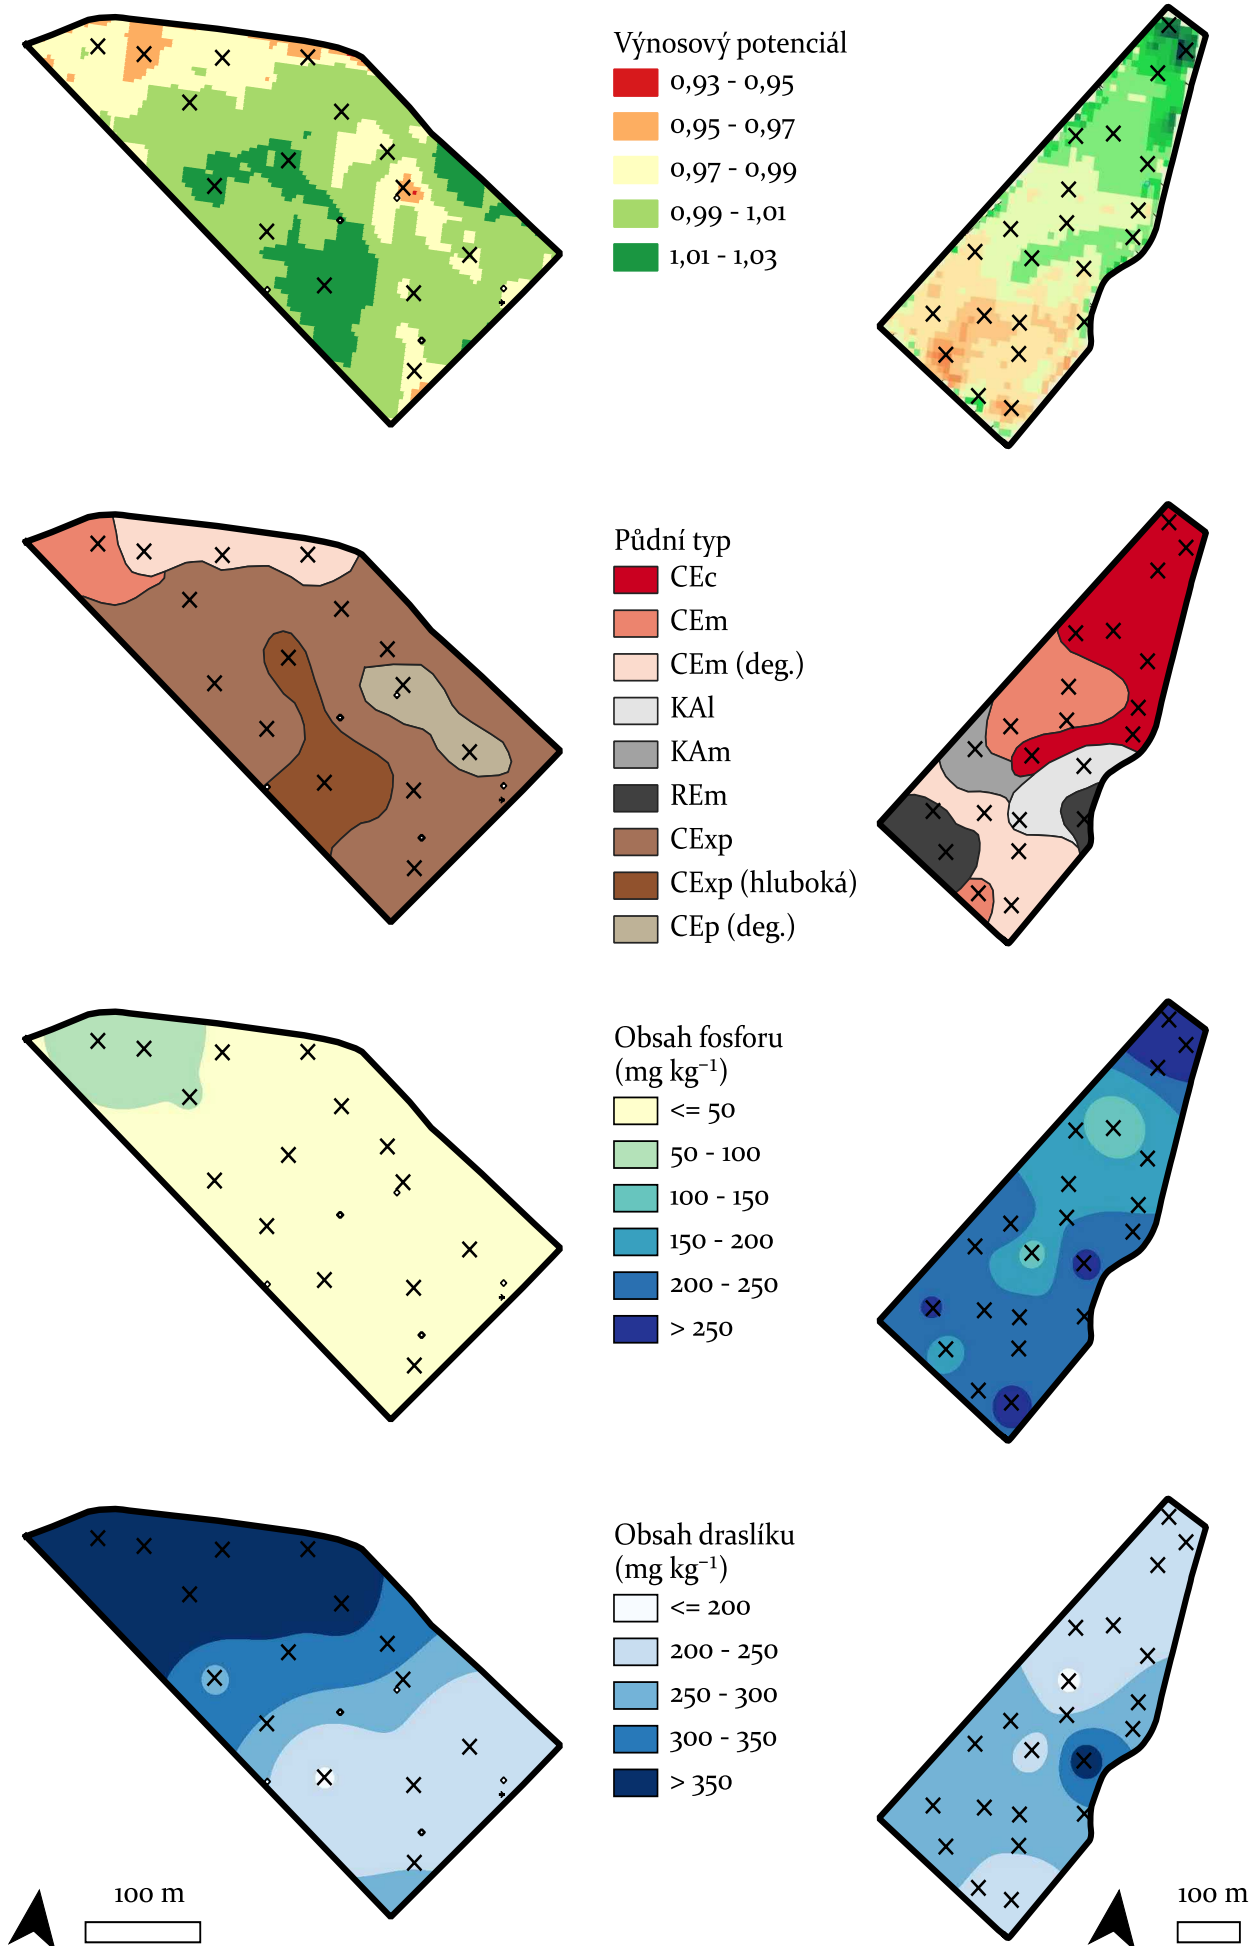 Výnosový potenciál
0,93 - 0,95
0,95 - 0,97
0,97 - 0,99
0,99 - 1,01
1,01 - 1,03
Půdní typ
CEc
CEm
CEm (deg.)
KAl
KAm
REm
CExp
CExp (hluboká)
CEp (deg.)
Obsah fosforu
(mg kg⁻¹)
<= 50
50 - 100
100 - 150
150 - 200
200 - 250
> 250
Obsah draslíku
(mg kg⁻¹)
<= 200
200 - 250
250 - 300
300 - 350
> 350
100 m
100 m